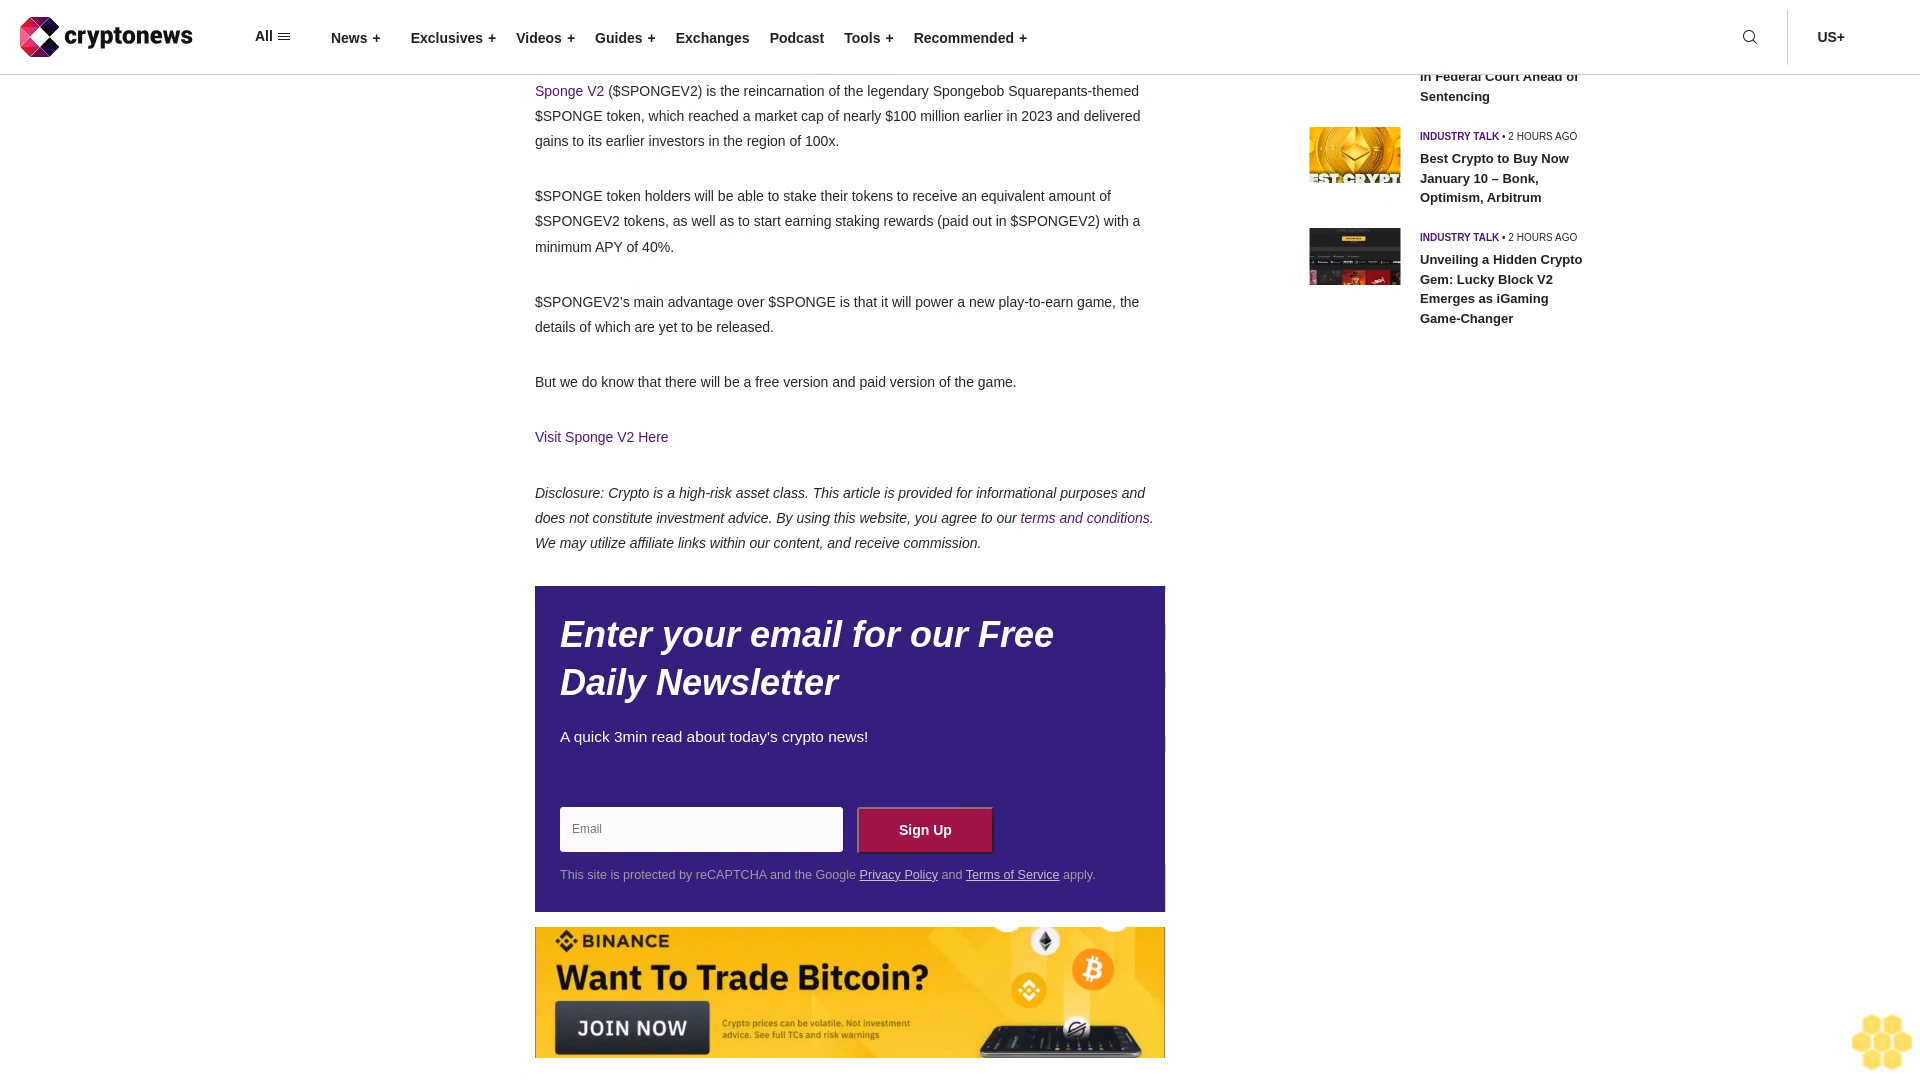 cryptonews
All
News +
Exclusives +
Videos +
Guides +
Exchanges
Podcast
Tools +
Recommended +
US+
Sponge V2 ($SPONGEV2) is the reincarnation of the legendary Spongebob Squarepants-themed
$SPONGE token, which reached a market cap of nearly $100 million earlier in 2023 and delivered
gains to its earlier investors in the region of 100x.
$SPONGE token holders will be able to stake their tokens to receive an equivalent amount of
$SPONGEV2 tokens, as well as to start earning staking rewards (paid out in $SPONGEV2) with a
minimum APY of 40%.
$SPONGEV2’s main advantage over $SPONGE is that it will power a new play-to-earn game, the
details of which are yet to be released.
But we do know that there will be a free version and paid version of the game.
Visit Sponge V2 Here
Disclosure: Crypto is a high-risk asset class. This article is provided for informational purposes and
does not constitute investment advice. By using this website, you agree to our terms and conditions.
We may utilize affiliate links within our content, and receive commission.
Enter your email for our Free
Daily Newsletter
A quick 3min read about today's crypto news!
Email
Sign Up
This site is protected by reCAPTCHA and the Google Privacy Policy and Terms of Service apply.
BINANCE
Want To Trade Bitcoin?
JOIN NOW
Crypto prices can be volatile. Not investment
advice. See full TCs and risk warnings
in Federal Court Ahead of
Sentencing
INDUSTRY TALK • 2 HOURS AGO
Best Crypto to Buy Now
January 10 – Bonk,
Optimism, Arbitrum
INDUSTRY TALK • 2 HOURS AGO
Unveiling a Hidden Crypto
Gem: Lucky Block V2
Emerges as iGaming
Game-Changer